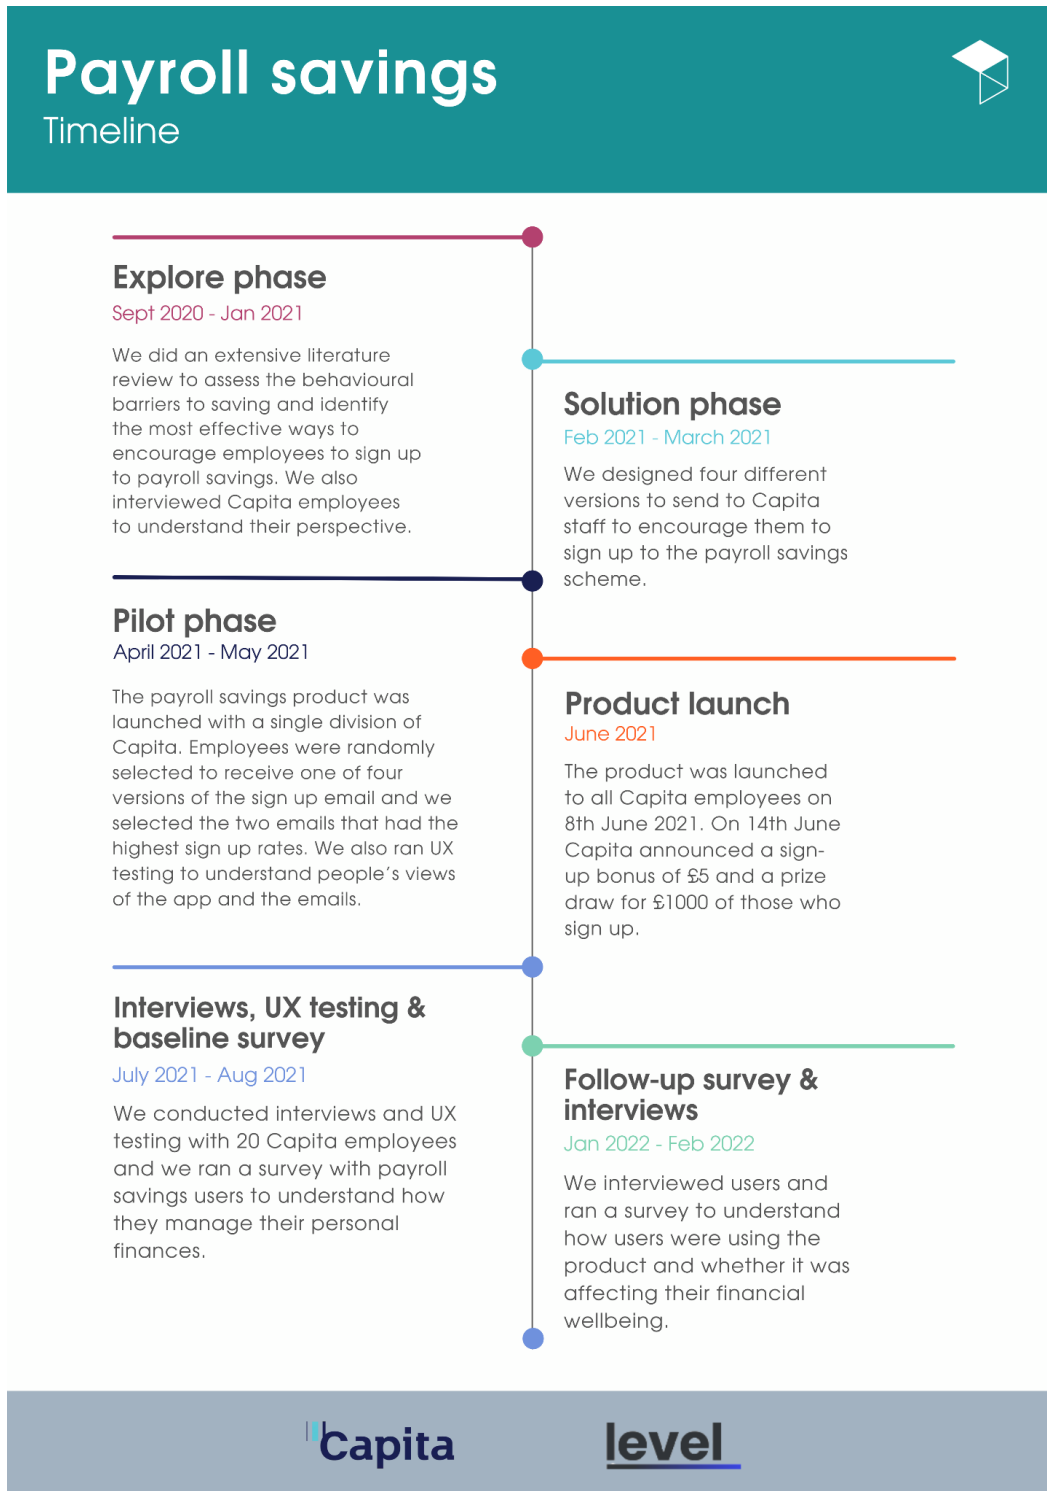 Payroll savings
Timeline
Explore phase
Sept 2020 - Jan 2021
We did an extensive literature
review to assess the behavioural
barriers to saving and identify
the most effective ways to
encourage employees to sign up
to payroll savings. We also
interviewed Capita employees
to understand their perspective.
Solution phase
Feb 2021 - March 2021
We designed four different
versions to send to Capita
staff to encourage them to
sign up to the payroll savings
scheme.
Pilot phase
April 2021 - May 2021
The payroll savings product was
launched with a single division of
Capita. Employees were randomly
selected to receive one of four
versions of the sign up email and we
selected the two emails that had the
highest sign up rates. We also ran UX
testing to understand people's views
of the app and the emails.
Product launch
June 2021
The product was launched
to all Capita employees on
8th June 2021. On 14th June
Capita announced a sign-
up bonus of £5 and a prize
draw for £1000 of those who
sign up.
Interviews, UX testing &
baseline survey
July 2021 - Aug 2021
We conducted interviews and UX
testing with 20 Capita employees
and we ran a survey with payroll
savings users to understand how
they manage their personal
finances.
Follow-up survey &
interviews
Jan 2022 - Feb 2022
We interviewed users and
ran a survey to understand
how users were using the
product and whether it was
affecting their financial
wellbeing.
Capita
level